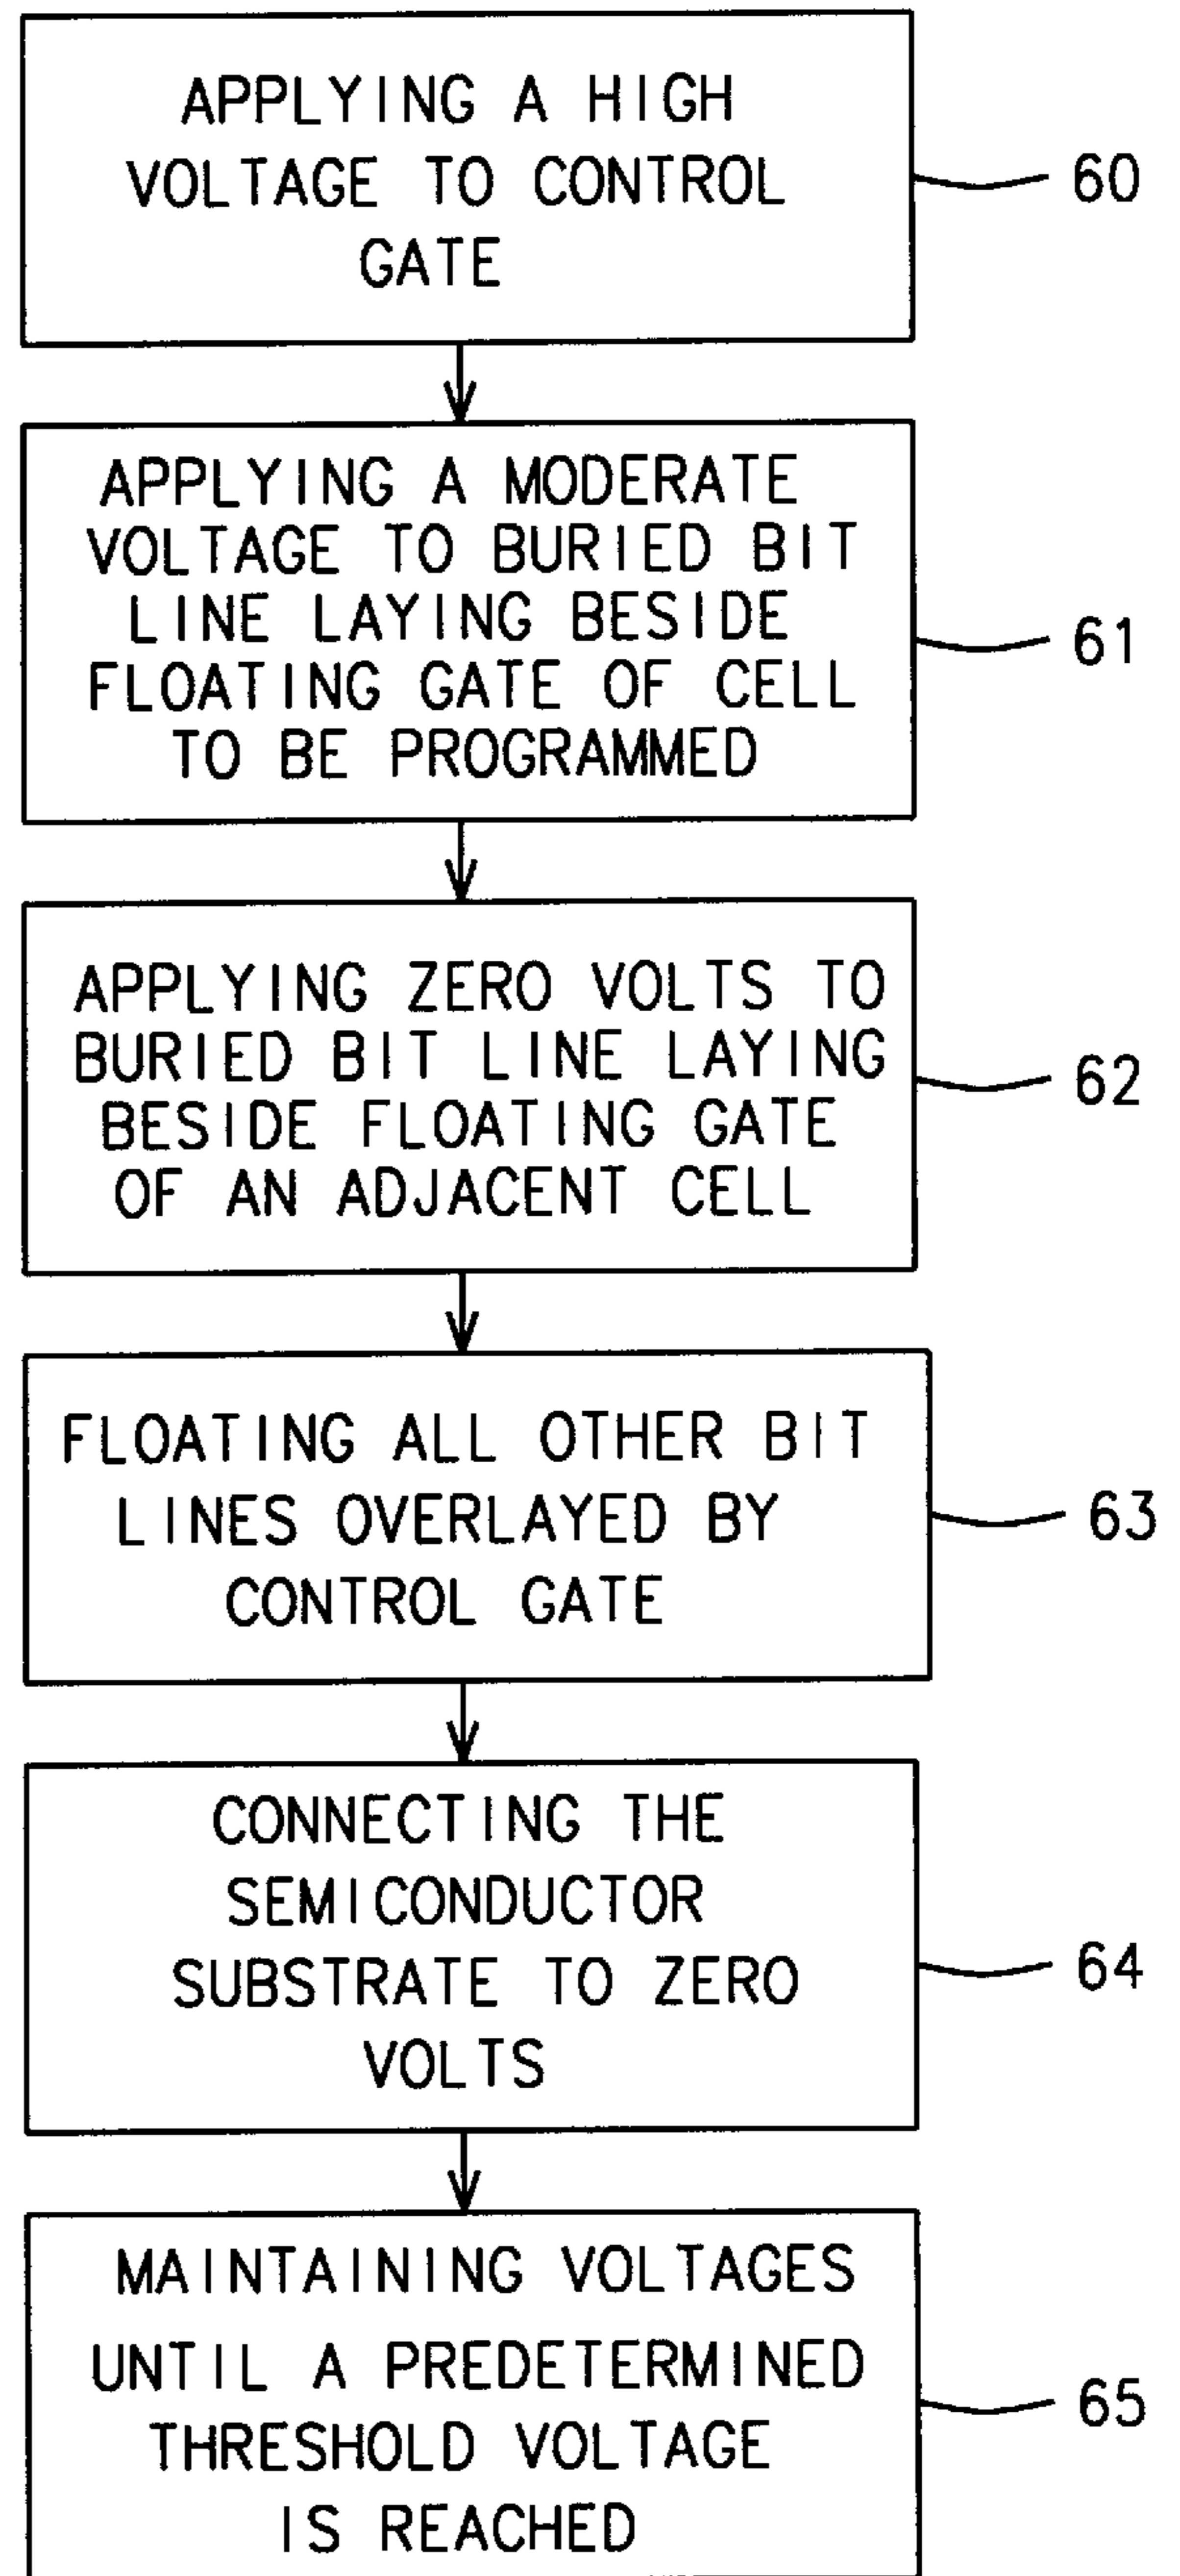 APPLYING A HIGH
VOLTAGE TO CONTROL
GATE
60
APPLYING A MODERATE
VOLTAGE TO BURIED BIT
LINE LAYING BESIDE
FLOATING GATE OF CELL
TO BE PROGRAMMED
61
APPLYING ZERO VOLTS TO
BURIED BIT LINE LAYING
BESIDE FLOATING GATE
OF AN ADJACENT CELL
62
FLOATING ALL OTHER BIT
LINES OVERLAYED BY
CONTROL GATE
63
CONNECTING THE
SEMICONDUCTOR
SUBSTRATE TO ZERO
VOLTS
64
MAINTAINING VOLTAGES
UNTIL A PREDETERMINED
THRESHOLD VOLTAGE
IS REACHED
65